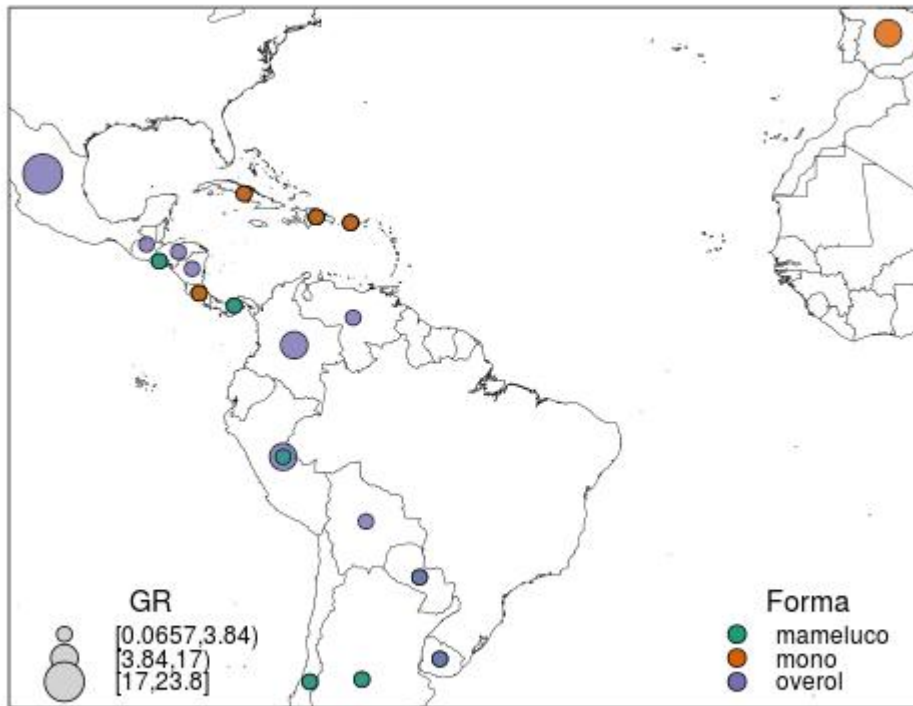 GR
[0.0657,3.84)
[3.84,17)
[17,23.8]
Forma
mameluco
mono
overol